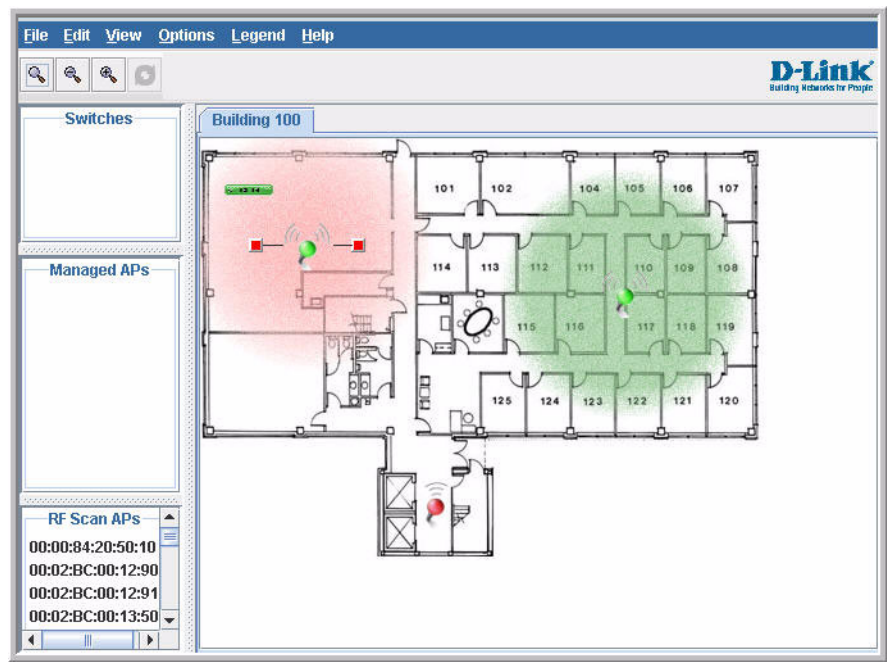 File Edit View Options Legend Help
D-Link
Building Networks for People
Switches
Building 100
101 102 104 105 106 107
114 113 112 111 110 109 108
115 116 117 118 119
125 124 123 122 121 120
Managed APs
RF Scan APs
00:00:84:20:50:10
00:02:BC:00:12:90
00:02:BC:00:12:91
00:02:BC:00:13:50